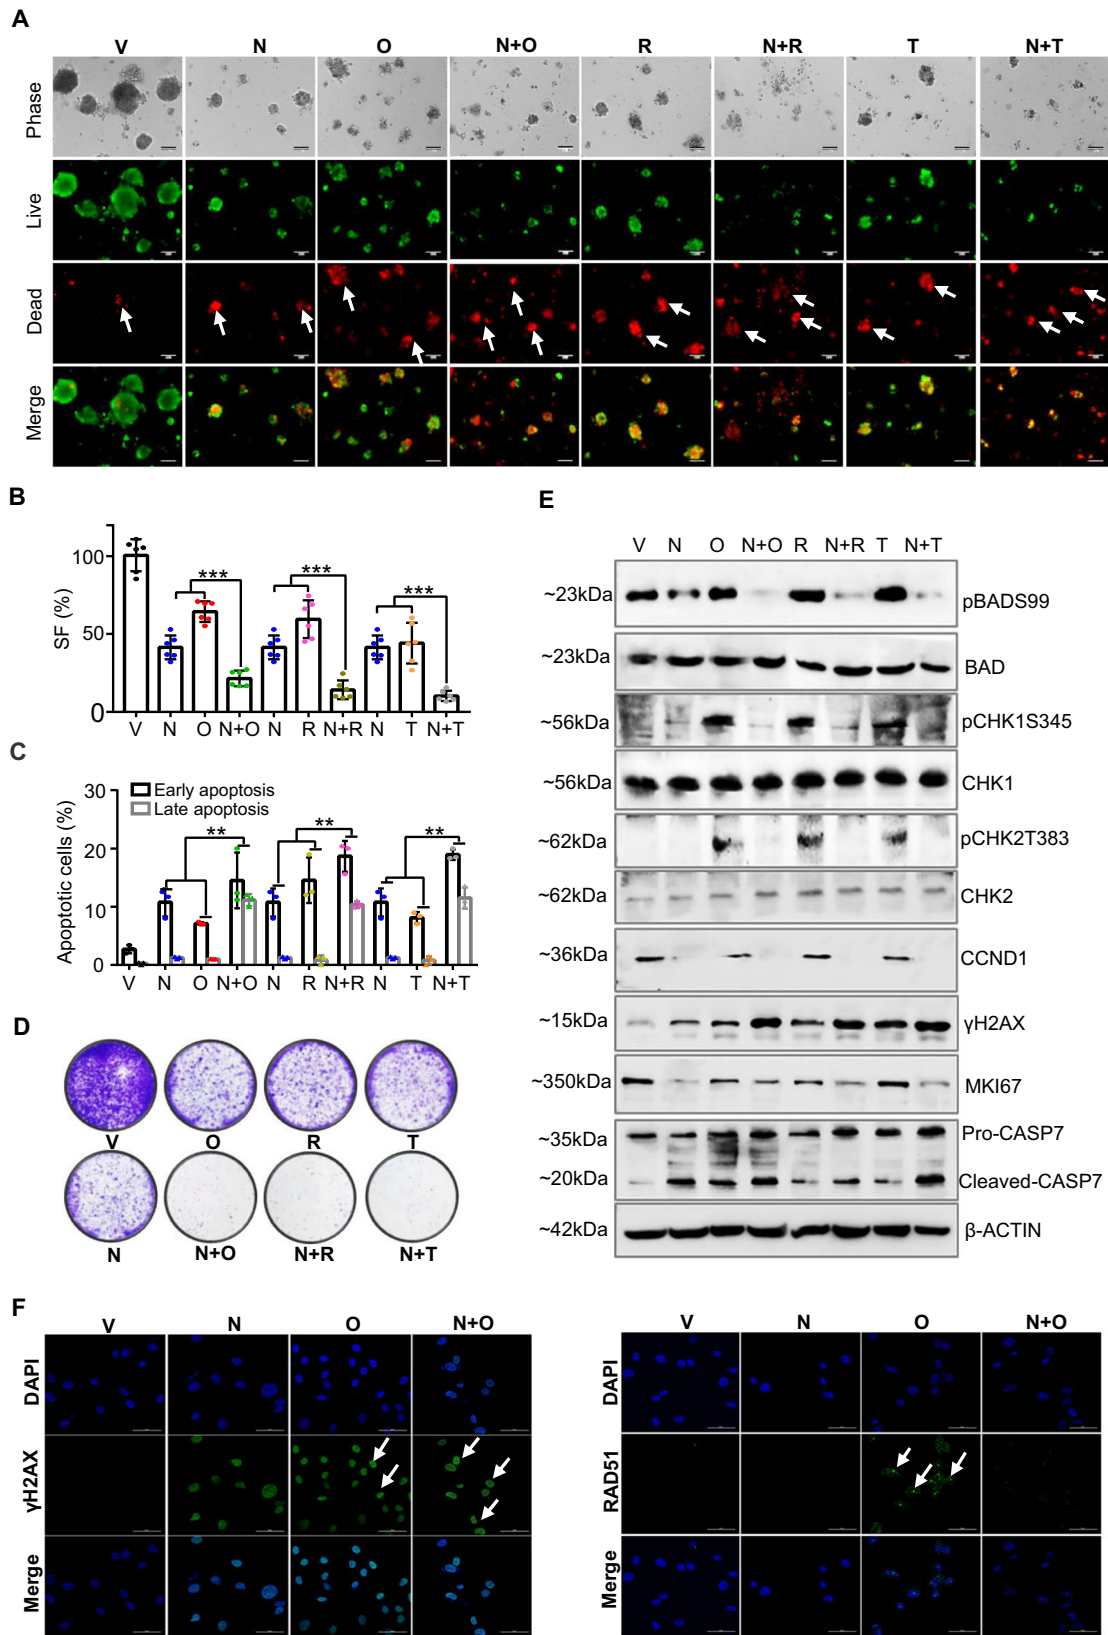 A
V N O N+O R N+R T N+T
Phase
Live
Dead
Merge
B
SF (%)
100
50
0
*** *** ***
V N O N+O N R N+R N T N+T
C
Apoptotic cells (%)
30
20
10
0
Early apoptosis
Late apoptosis
** ** **
V N O N+O N R N+R N T N+T
D
V O R T
N N+O N+R N+T
E
V N O N+O R N+R T N+T
~23kDa pBADS99
~23kDa BAD
~56kDa pCHK1S345
~56kDa CHK1
~62kDa pCHK2T383
~62kDa CHK2
~36kDa CCND1
~15kDa γH2AX
~350kDa MKI67
~35kDa Pro-CASP7
~20kDa Cleaved-CASP7
~42kDa β-ACTIN
F
V N O N+O
DAPI
γH2AX
Merge
V N O N+O
DAPI
RAD51
Merge